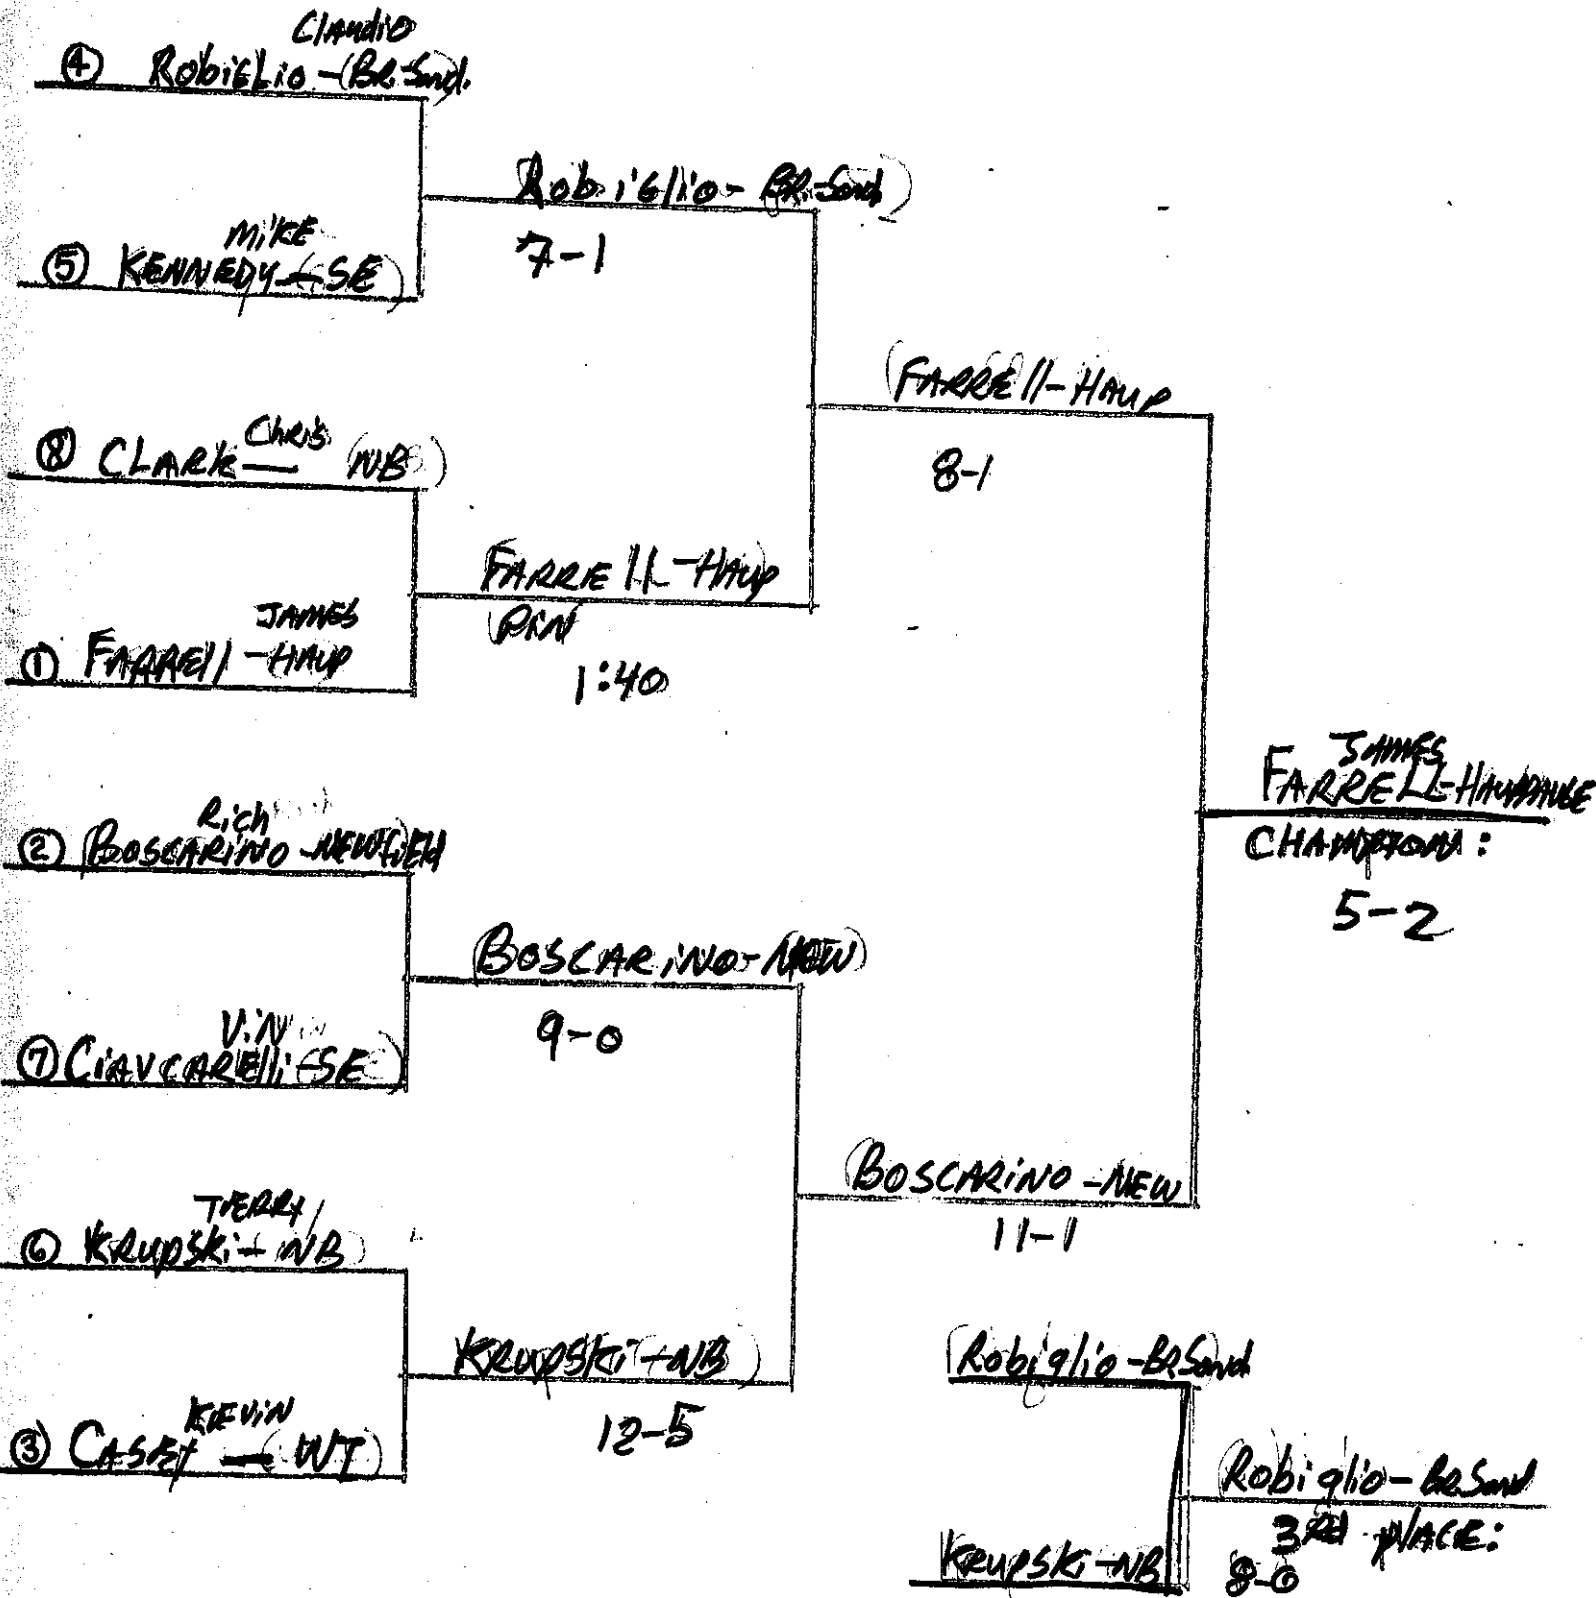 Claudio
④ Robiglio - (Br. Sand.
Robiglio - Br. Sand)
7-1
Mike
⑤ Kennedy - (SE)
(Farrell - Haup
8-1
Chris
⑧ Clark - (NB)
Farrell - Haup
Pin
1:40
James
① Farrell - Haup
James
Farrell - Hauppauge
Champion:
5-2
Rich
② Boscarino - Newfield
(Boscarino - New)
9-0
Vin
⑦ Ciavcarelli - SE)
(Boscarino - New
11-1
Terry
⑥ Krupski - NB)
Krupski - NB)
12-5
Kevin
③ Casey - (WI)
(Robiglio - Br Sand)
(Robiglio - Br. Sand
3rd place:
8-0
Krupski - NB